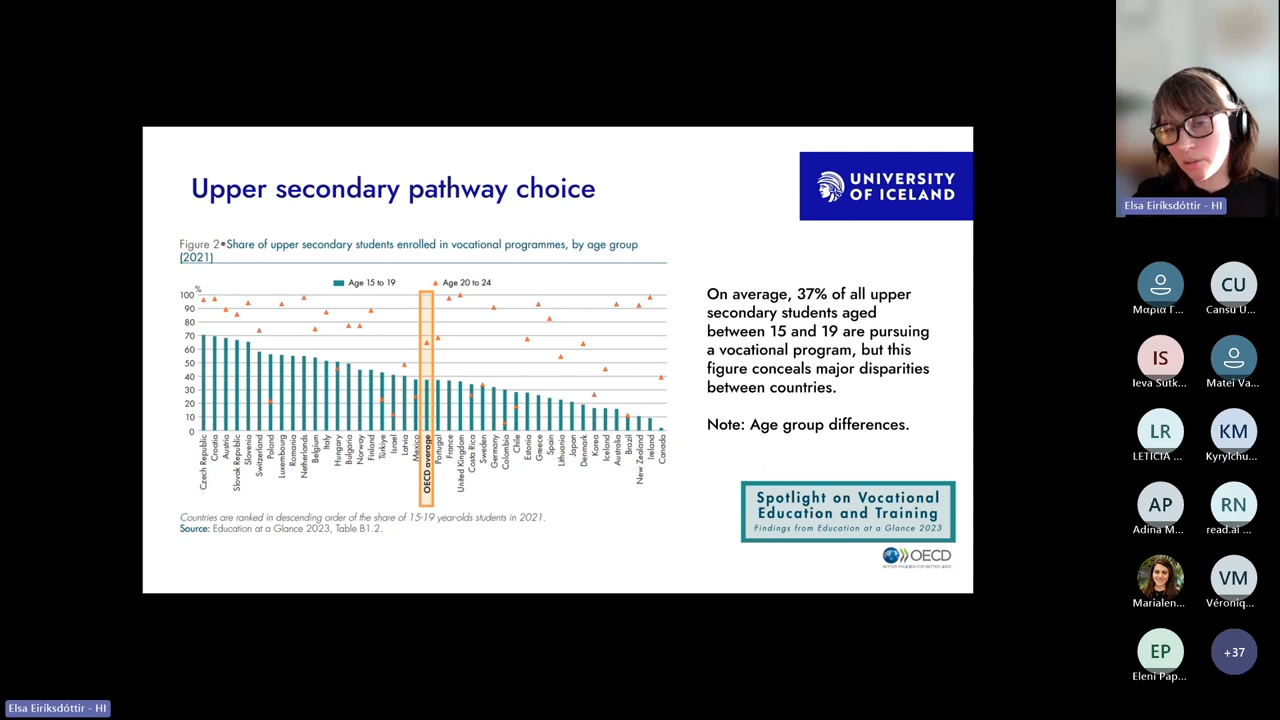 Upper secondary pathway choice
UNIVERSITY
OF ICELAND
Figure 2•Share of upper secondary students enrolled in vocational programmes, by age group
(2021)
Age 15 to 19
Age 20 to 24
%
100
90
80
70
60
50
40
30
20
10
0
Czech Republic
Croatia
Austria
Slovak Republic
Slovenia
Switzerland
Poland
Luxembourg
Romania
Netherlands
Belgium
Italy
Hungary
Bulgaria
Norway
Finland
Türkiye
Israel
Latvia
Mexico
OECD average
Portugal
France
United Kingdom
Costa Rica
Sweden
Germany
Colombia
Chile
Estonia
Greece
Spain
Lithuania
Japan
Denmark
Korea
Iceland
Australia
Brazil
New Zealand
Ireland
Canada
Countries are ranked in descending order of the share of 15-19 year-olds students in 2021.
Source: Education at a Glance 2023, Table B1.2.
On average, 37% of all upper
secondary students aged
between 15 and 19 are pursuing
a vocational program, but this
figure conceals major disparities
between countries.
Note: Age group differences.
Spotlight on Vocational
Education and Training
Findings from Education at a Glance 2023
OECD
BETTER POLICIES FOR BETTER LIVES
Elsa Eiríksdóttir - HI
Μαρία Γ...
CU
Cansu U...
IS
Ieva Sutk...
Matei Va...
LR
LETICIA ...
KM
Kyrylchu...
AP
Adina M...
RN
read.ai ...
Marialen...
VM
Véroniq...
EP
Eleni Pap...
+37
Elsa Eiríksdóttir - HI